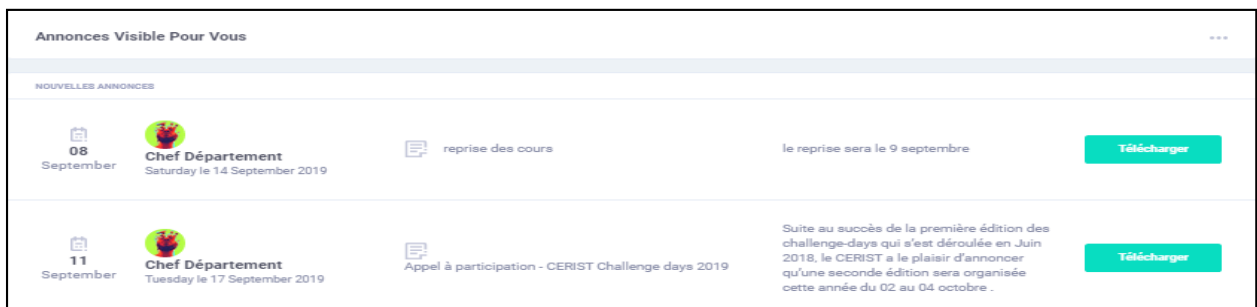 Annonces Visible Pour Vous
NOUVELLES ANNONCES
08
September
Chef Département
Saturday le 14 September 2019
reprise des cours
le reprise sera le 9 septembre
Télécharger
11
September
Chef Département
Tuesday le 17 September 2019
Appel à participation - CERIST Challenge days 2019
Suite au succès de la première édition des
challenge-days qui s'est déroulée en Juin
2018, le CERIST a le plaisir d'annoncer
qu'une seconde édition sera organisée
cette année du 02 au 04 octobre .
Télécharger